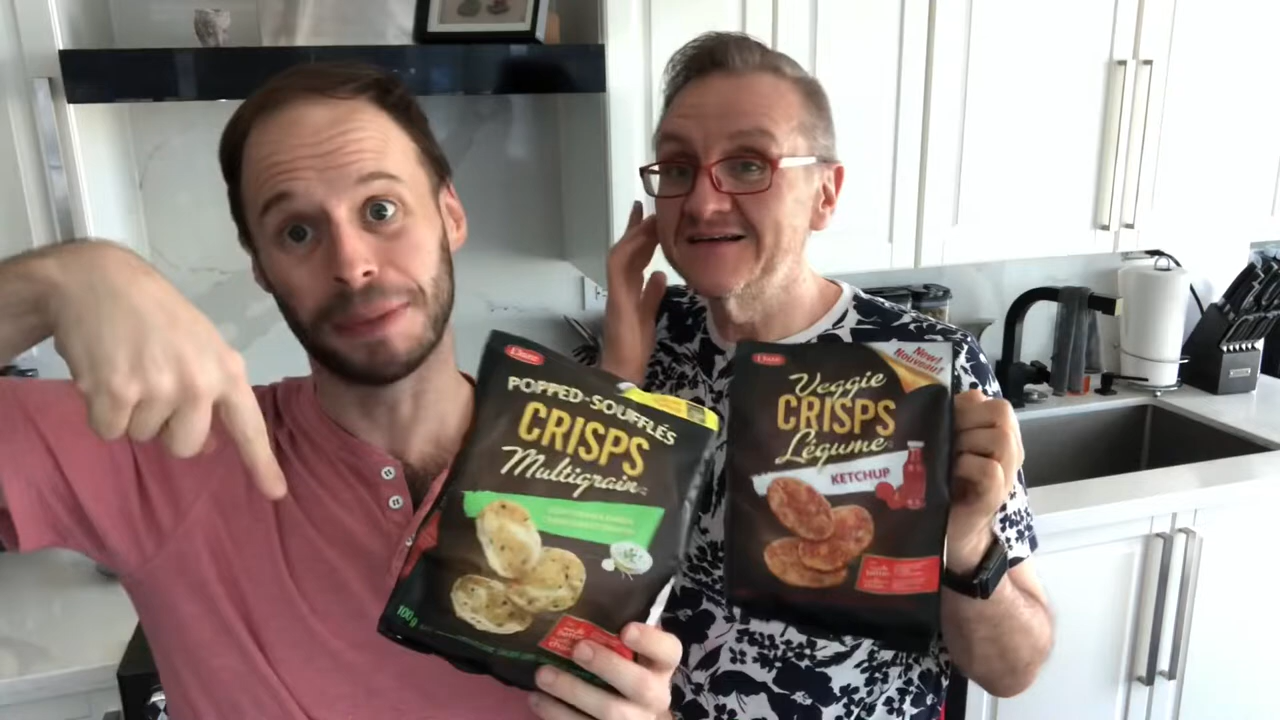 Dare
POPPED-SOUFFLÉS
CRISPS
Multigrain
100g
Dare
New!
Nouveau!
Veggie
CRISPS
Légume
KETCHUP